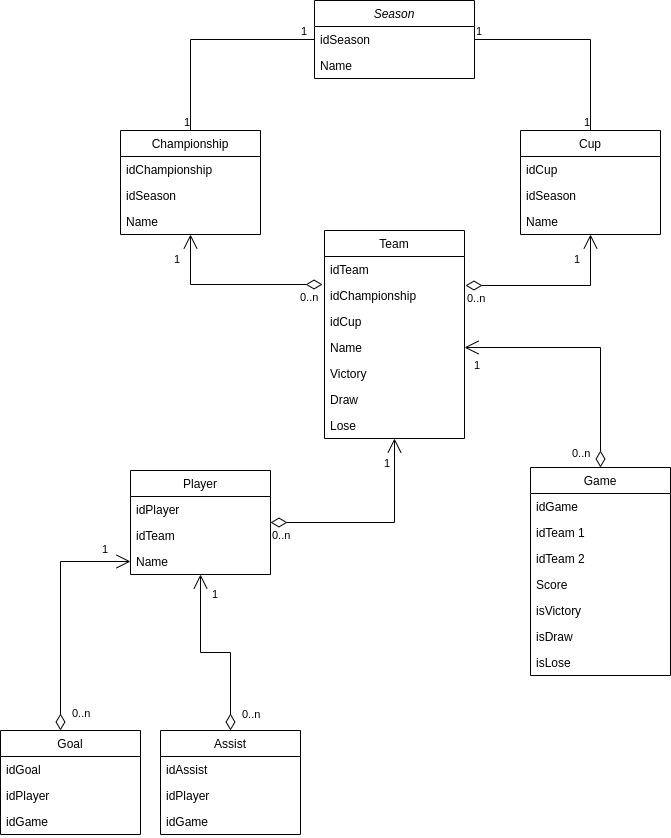 Season
idSeason
Name
1
1
1
1
Championship
idChampionship
idSeason
Name
Cup
idCup
idSeason
Name
1
1
0..n
0..n
Team
idTeam
idChampionship
idCup
Name
Victory
Draw
Lose
1
1
0..n
Player
idPlayer
idTeam
Name
0..n
1
1
Game
idGame
idTeam 1
idTeam 2
Score
isVictory
isDraw
isLose
0..n
0..n
Goal
idGoal
idPlayer
idGame
Assist
idAssist
idPlayer
idGame